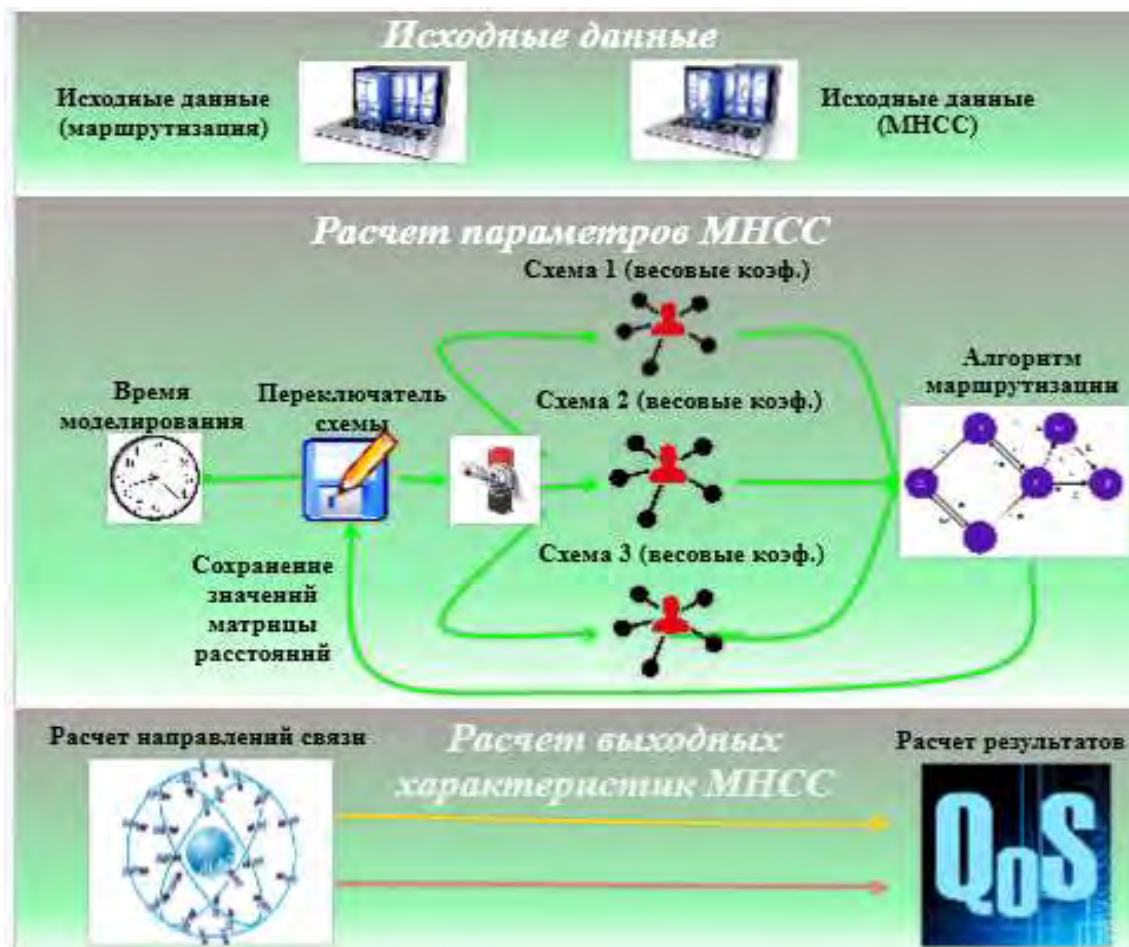 Исходные данные
Исходные данные
(маршрутизация)
Исходные данные
(МНСС)
Расчет параметров МНСС
Схема 1 (весовые коэф.)
Время
моделирования
Переключатель
схемы
Схема 2 (весовые коэф.)
Алгоритм
маршрутизации
Схема 3 (весовые коэф.)
Сохранение
значений
матрицы
расстояний
Расчет направлений связи
Расчет выходных
характеристик МНСС
Расчет результатов
QoS